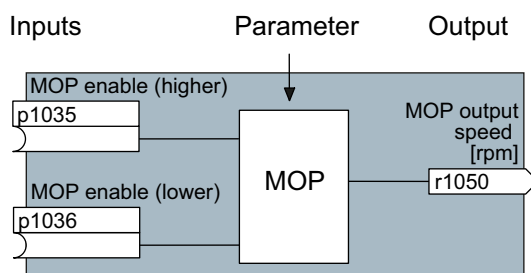 Inputs
Parameter
Output
MOP enable (higher)
p1035
MOP output
speed
[rpm]
MOP
r1050
MOP enable (lower)
p1036